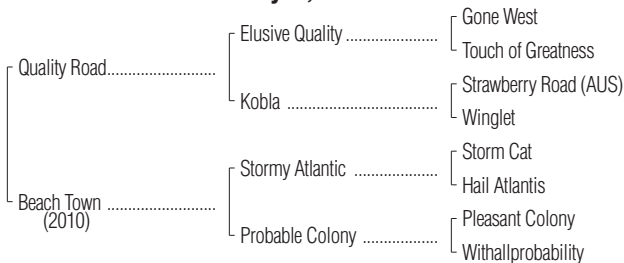 Gone West
Elusive Quality ....................
Touch of Greatness
Quality Road........................
Strawberry Road (AUS)
Kobla ................................
Winglet
Storm Cat
Stormy Atlantic ..................
Hail Atlantis
Beach Town ........................
(2010)
Pleasant Colony
Probable Colony ................
Withallprobability